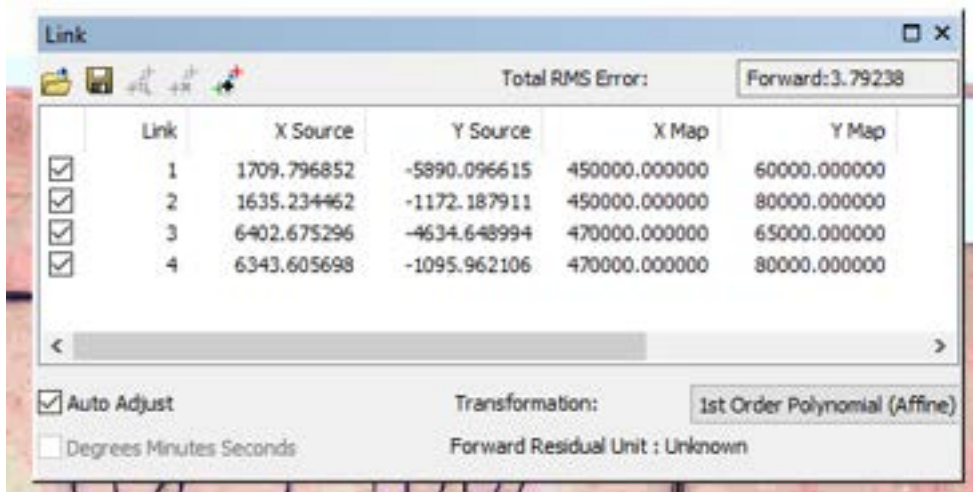 Link
Total RMS Error: Forward:3.79238
Link X Source Y Source X Map Y Map
1 1709.796852 -5890.096615 450000.000000 60000.000000
2 1635.234462 -1172.187911 450000.000000 80000.000000
3 6402.675296 -4634.648994 470000.000000 65000.000000
4 6343.605698 -1095.962106 470000.000000 80000.000000
Auto Adjust Transformation: 1st Order Polynomial (Affine)
Degrees Minutes Seconds Forward Residual Unit : Unknown